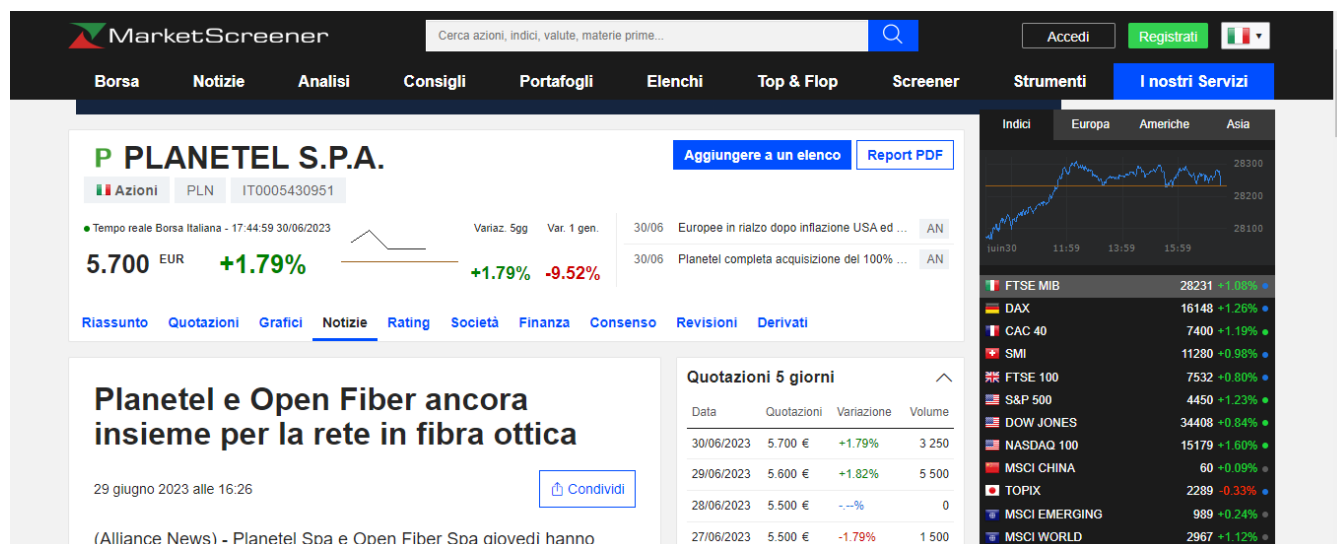 MarketScreener
Cerca azioni, indici, valute, materie prime...
Accedi
Registrati
Borsa Notizie Analisi Consigli Portafogli Elenchi Top & Flop Screener Strumenti I nostri Servizi
P PLANETEL S.P.A.
Aggiungere a un elenco
Report PDF
Azioni PLN IT0005430951
Tempo reale Borsa Italiana - 17:44:59 30/06/2023
Variaz. 5gg Var. 1 gen.
5.700 EUR +1.79%
+1.79% -9.52%
30/06 Europee in rialzo dopo inflazione USA ed ... AN
30/06 Planetel completa acquisizione del 100% ... AN
Riassunto Quotazioni Grafici Notizie Rating Società Finanza Consenso Revisioni Derivati
Planetel e Open Fiber ancora
insieme per la rete in fibra
ottica
29 giugno 2023 alle 16:26
Condividi
(Alliance News) - Planetel Spa e Open Fiber Spa giovedì hanno
Quotazioni 5 giorni
Data Quotazioni Variazione Volume
30/06/2023 5.700 € +1.79% 3 250
29/06/2023 5.600 € +1.82% 5 500
28/06/2023 5.500 € -.--% 0
27/06/2023 5.500 € -1.79% 1 500
Indici Europa Americhe Asia
28300
28200
28100
juin30 11:59 13:59 15:59
FTSE MIB 28231 +1.08%
DAX 16148 +1.26%
CAC 40 7400 +1.19%
SMI 11280 +0.98%
FTSE 100 7532 +0.80%
S&P 500 4450 +1.23%
DOW JONES 34408 +0.84%
NASDAQ 100 15179 +1.60%
MSCI CHINA 60 +0.09%
TOPIX 2289 -0.33%
MSCI EMERGING 989 +0.24%
MSCI WORLD 2967 +1.12%